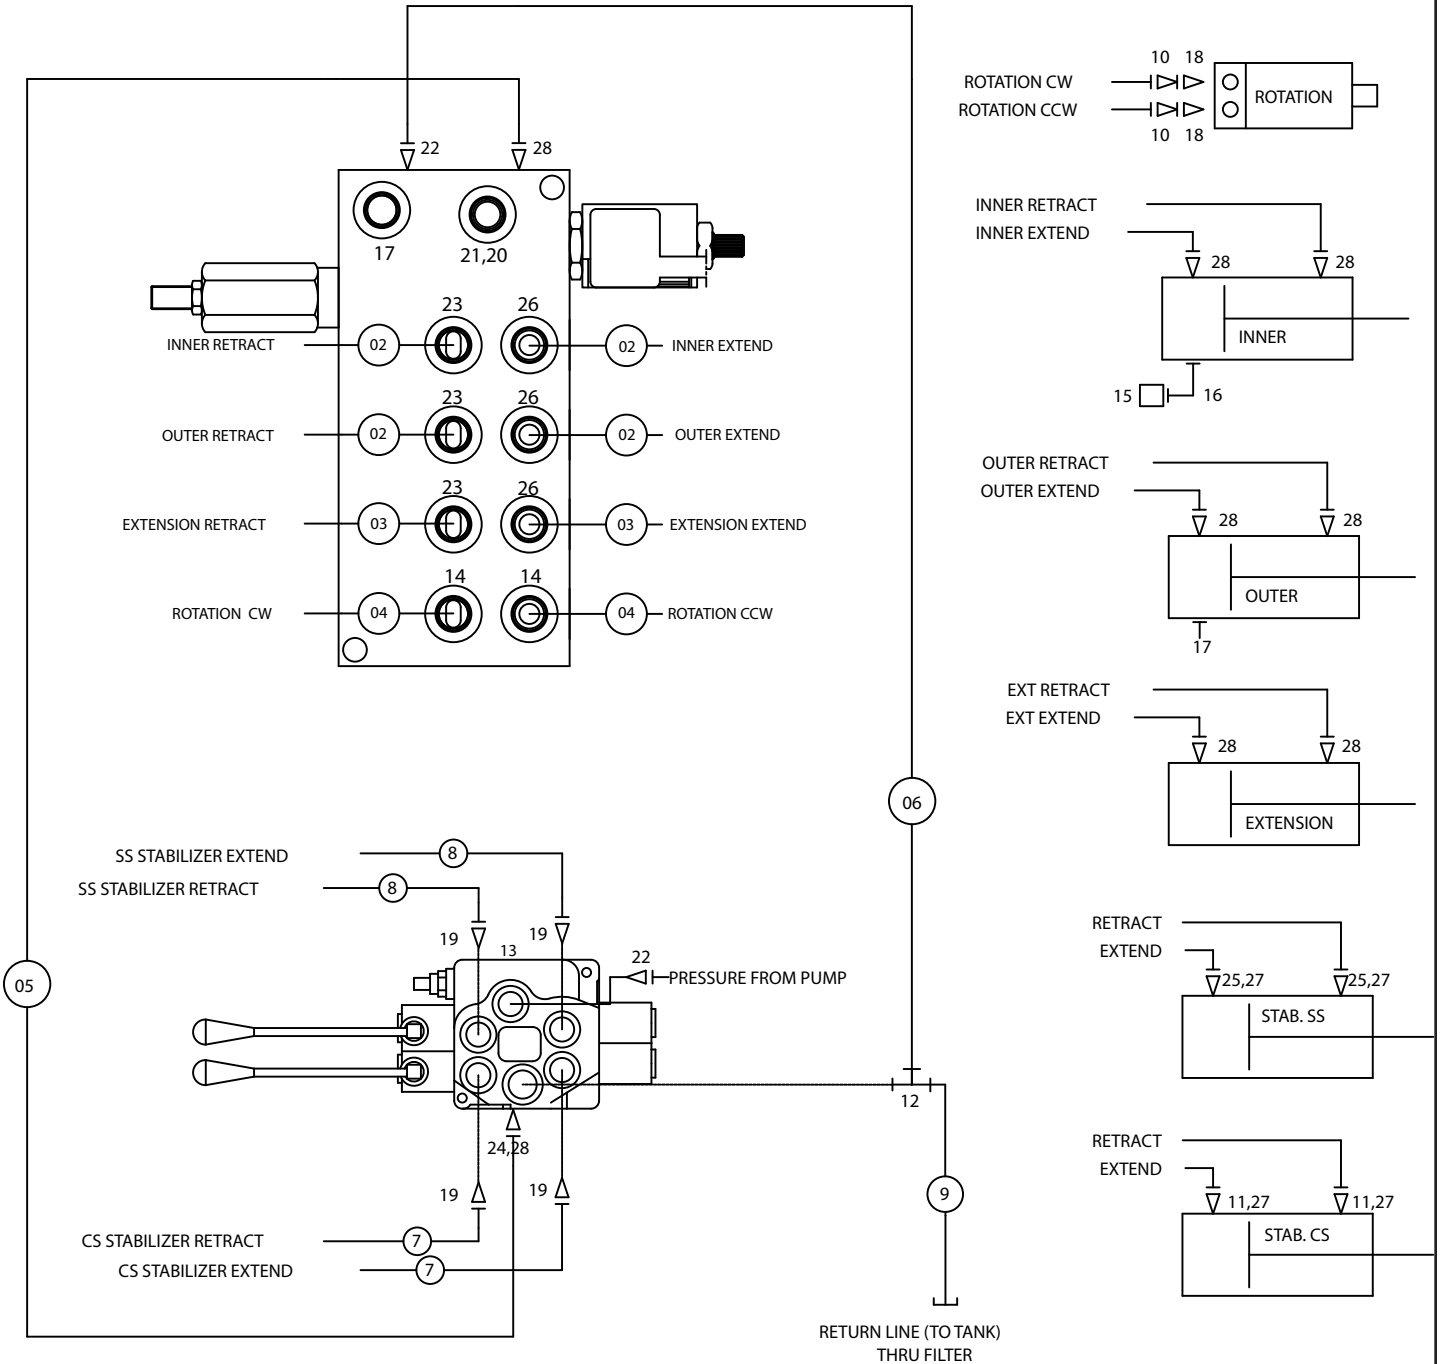 22
28
17
21,20
23
26
INNER RETRACT
02
02
INNER EXTEND
23
26
OUTER RETRACT
02
02
OUTER EXTEND
23
26
EXTENSION RETRACT
03
03
EXTENSION EXTEND
14
14
ROTATION CW
04
04
ROTATION CCW
06
05
SS STABILIZER EXTEND
8
SS STABILIZER RETRACT
8
19
19
13
22
PRESSURE FROM PUMP
24,28
12
19
19
9
CS STABILIZER RETRACT
7
CS STABILIZER EXTEND
7
RETURN LINE (TO TANK)
THRU FILTER
10 18
ROTATION CW
ROTATION CCW
ROTATION
10 18
INNER RETRACT
INNER EXTEND
28
28
INNER
15
16
OUTER RETRACT
OUTER EXTEND
28
28
OUTER
17
EXT RETRACT
EXT EXTEND
28
28
EXTENSION
RETRACT
EXTEND
25,27
25,27
STAB. SS
RETRACT
EXTEND
11,27
11,27
STAB. CS